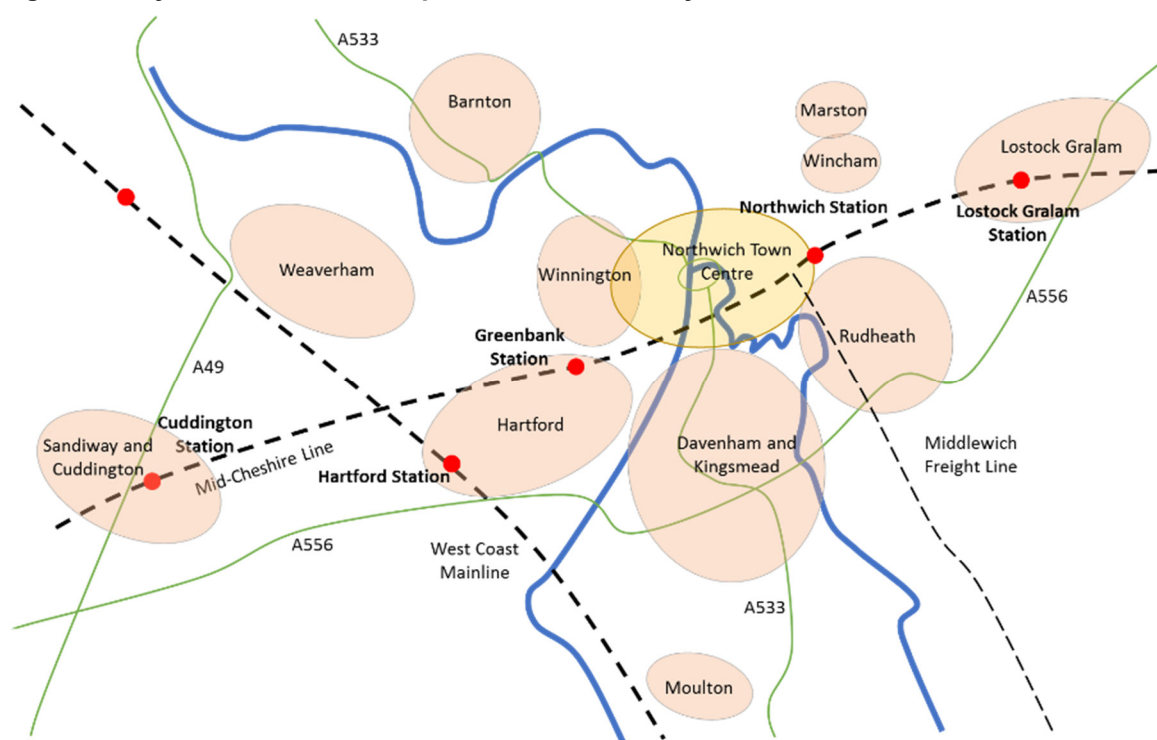 A533
Barnton
Marston
Wincham
Lostock Gralam
Northwich Station
Lostock Gralam
Station
Weaverham
Winnington
Northwich Town
Centre
A556
Greenbank
Station
Rudheath
A49
Cuddington
Station
Hartford
Sandiway and
Cuddington
Mid-Cheshire Line
Hartford Station
Davenham and
Kingsmead
Middlewich
Freight Line
A556
West Coast
Mainline
A533
Moulton